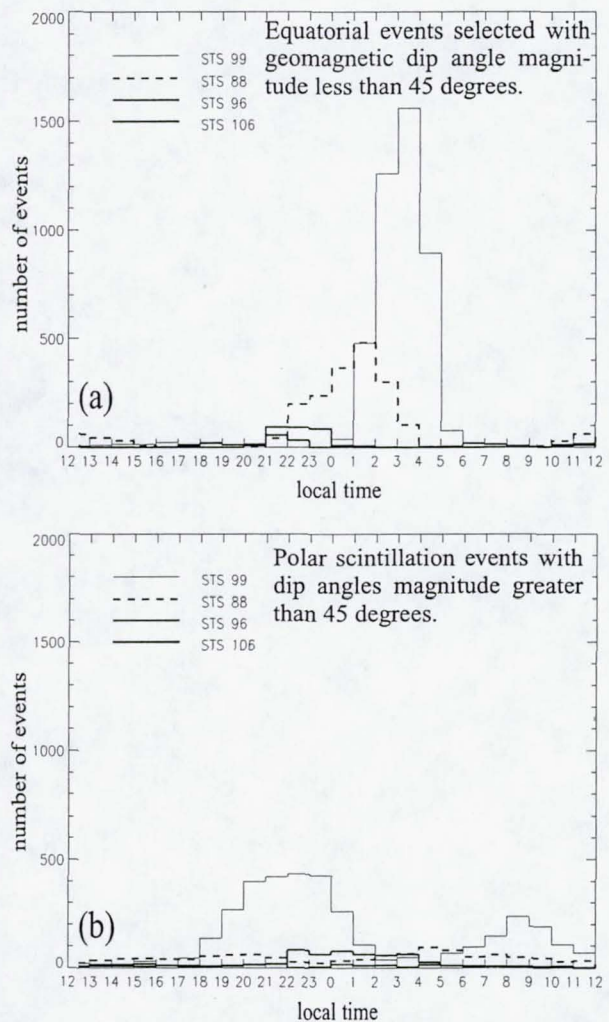 2000
1500
1000
500
0
number of events
STS 99
STS 88
STS 96
STS 106
Equatorial events selected with
geomagnetic dip angle magni-
tude less than 45 degrees.
(a)
12 13 14 15 16 17 18 19 20 21 22 23 0 1 2 3 4 5 6 7 8 9 10 11 12
local time
2000
1500
1000
500
0
number of events
STS 99
STS 88
STS 96
STS 106
Polar scintillation events with
dip angles magnitude greater
than 45 degrees.
(b)
12 13 14 15 16 17 18 19 20 21 22 23 0 1 2 3 4 5 6 7 8 9 10 11 12
local time